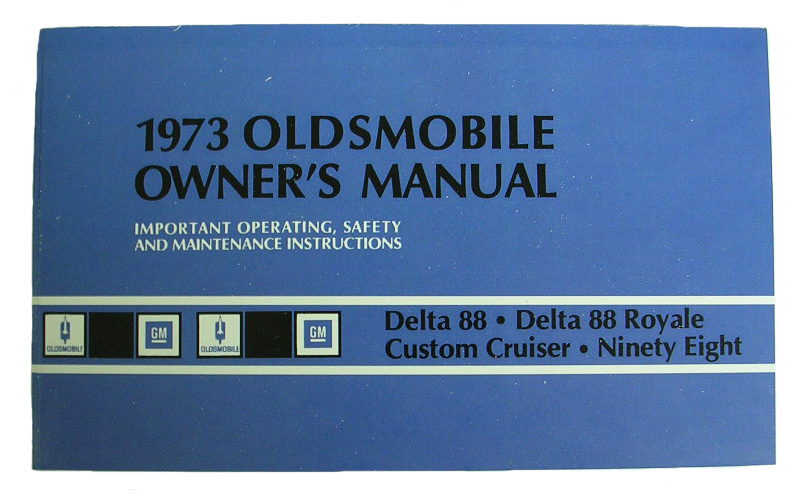 1973 OLDSMOBILE
OWNER'S MANUAL
IMPORTANT OPERATING, SAFETY
AND MAINTENANCE INSTRUCTIONS
OLDSMOBILE
GM
OLDSMOBILE
GM
Delta 88 • Delta 88 Royale
Custom Cruiser • Ninety Eight